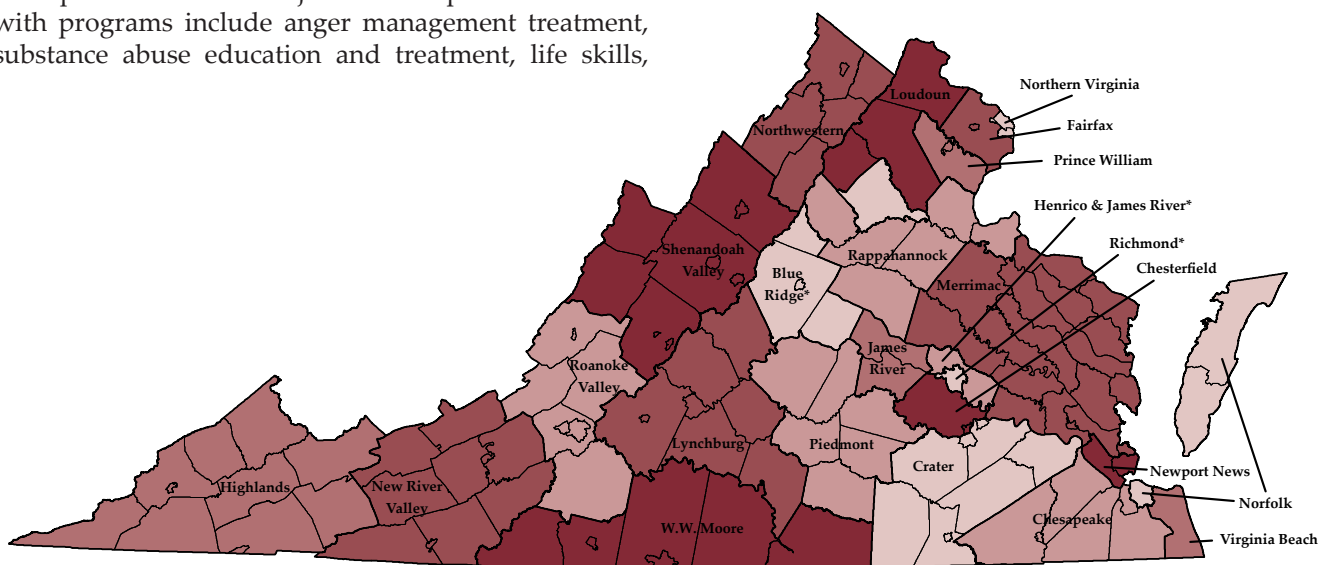 with programs include anger management treatment,
substance abuse education and treatment, life skills,
Loudoun
Northern Virginia
Northwestern
Fairfax
Prince William
Henrico & James River*
Richmond*
Shenandoah
Valley
Rappahannock
Chesterfield
Blue
Ridge*
Merrimac
James
River
Roanoke
Valley
Lynchburg
Piedmont
Crater
Newport News
Highlands
New River
Valley
Norfolk
W.W. Moore
Chesapeake
Virginia Beach